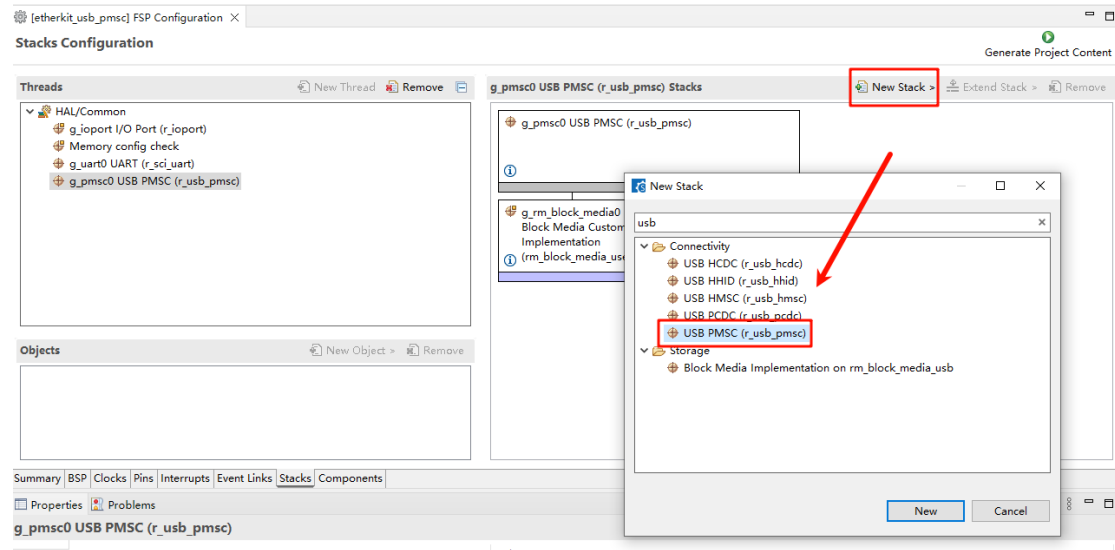 [etherkit_usb_pmsc] FSP Configuration
Stacks Configuration
Generate Project Content
Threads
New Thread
Remove
HAL/Common
g_ioport I/O Port (r_ioport)
Memory config check
g_uart0 UART (r_sci_uart)
g_pmsc0 USB PMSC (r_usb_pmsc)
Objects
New Object >
Remove
g_pmsc0 USB PMSC (r_usb_pmsc) Stacks
New Stack >
Extend Stack >
Remove
g_pmsc0 USB PMSC (r_usb_pmsc)
g_rm_block_media0
Block Media Custom
Implementation
(rm_block_media_use
New Stack
usb
Connectivity
USB HCDC (r_usb_hcdc)
USB HHID (r_usb_hhid)
USB HMSC (r_usb_hmsc)
USB PCDC (r_usb_pcdc)
USB PMSC (r_usb_pmsc)
Storage
Block Media Implementation on rm_block_media_usb
New
Cancel
Summary BSP Clocks Pins Interrupts Event Links Stacks Components
Properties Problems
g_pmsc0 USB PMSC (r_usb_pmsc)